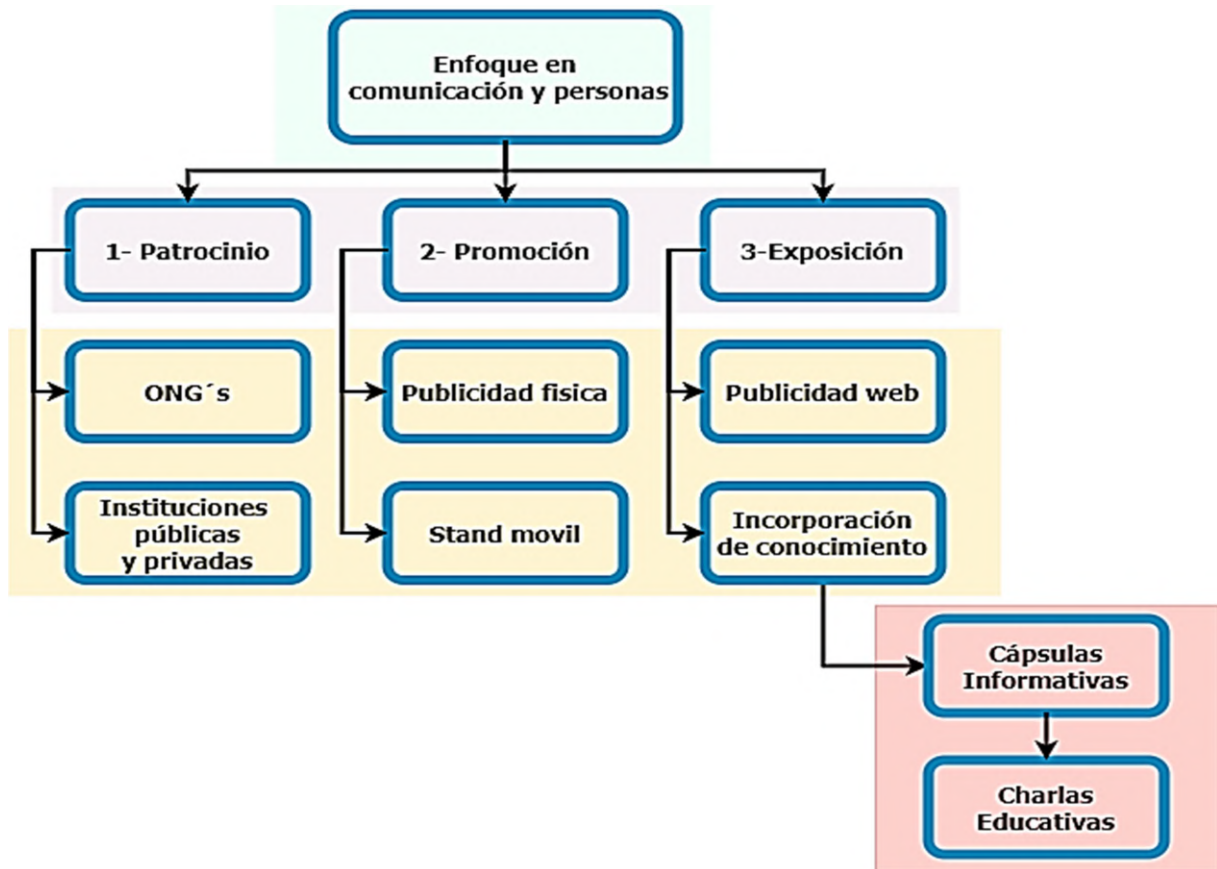 Enfoque en
comunicación y personas
1- Patrocinio
2- Promoción
3-Exposición
ONG´s
Publicidad fisica
Publicidad web
Instituciones
públicas
y privadas
Stand movil
Incorporación
de conocimiento
Cápsulas
Informativas
Charlas
Educativas